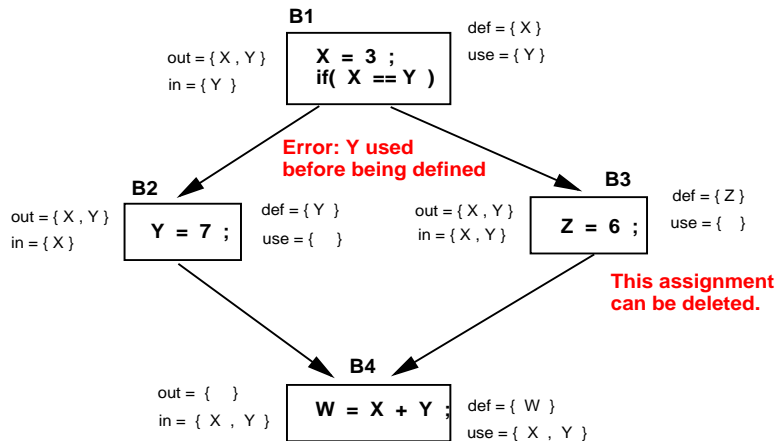 B1
out = { X , Y }
in = { Y }
X = 3 ;
if( X == Y )
def = { X }
use = { Y }
Error: Y used
before being defined
B2
out = { X , Y }
in = { X }
Y = 7 ;
def = { Y }
use = { }
B3
out = { X , Y }
in = { X , Y }
Z = 6 ;
def = { Z }
use = { }
This assignment
can be deleted.
B4
out = { }
in = { X , Y }
W = X + Y ;
def = { W }
use = { X , Y }